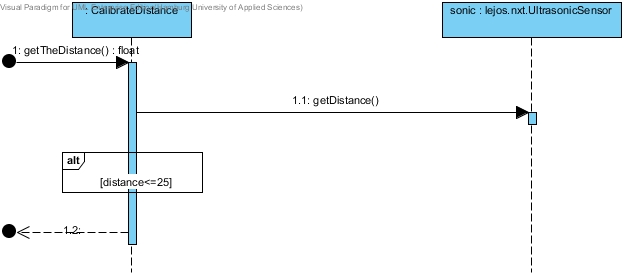 Visual Paradigm for UML University of Applied Sciences)
: CalibrateDistance
sonic : lejos.nxt.UltrasonicSensor
1: getTheDistance() : float
1.1: getDistance()
alt
[distance<=25]
1.2: